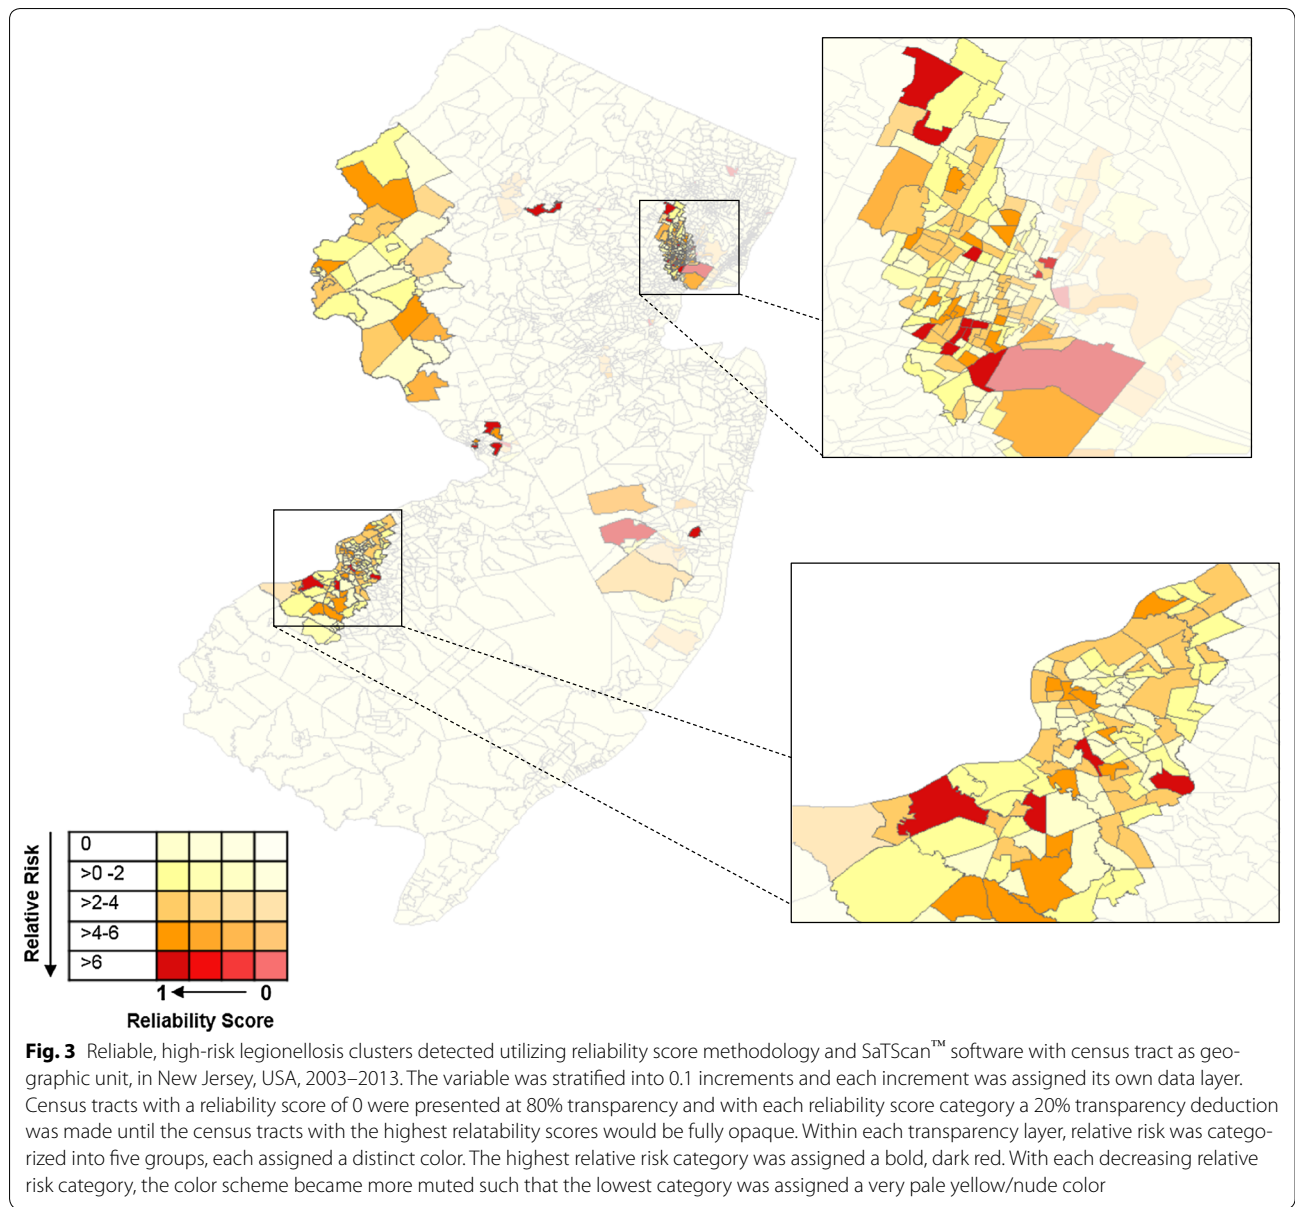 Relative Risk
0
>0 -2
>2-4
>4-6
>6
1 0
Reliability Score
Fig. 3 Reliable, high-risk legionellosis clusters detected utilizing reliability score methodology and SaTScan™ software with census tract as geo-
graphic unit, in New Jersey, USA, 2003–2013. The variable was stratified into 0.1 increments and each increment was assigned its own data layer.
Census tracts with a reliability score of 0 were presented at 80% transparency and with each reliability score category a 20% transparency deduction
was made until the census tracts with the highest relatability scores would be fully opaque. Within each transparency layer, relative risk was catego-
rized into five groups, each assigned a distinct color. The highest relative risk category was assigned a bold, dark red. With each decreasing relative
risk category, the color scheme became more muted such that the lowest category was assigned a very pale yellow/nude color